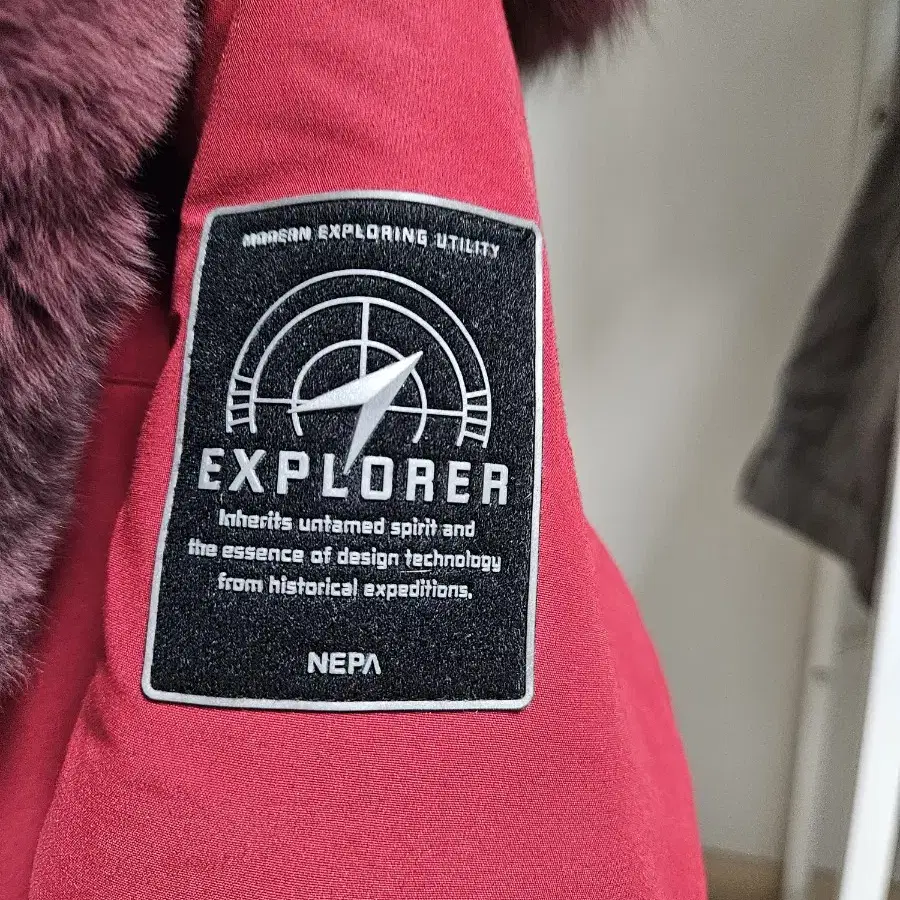 MODERN EXPLORING UTILITY
EXPLORER
Inherits untamed spirit and
the essence of design technology
from historical expeditions.
NEPA